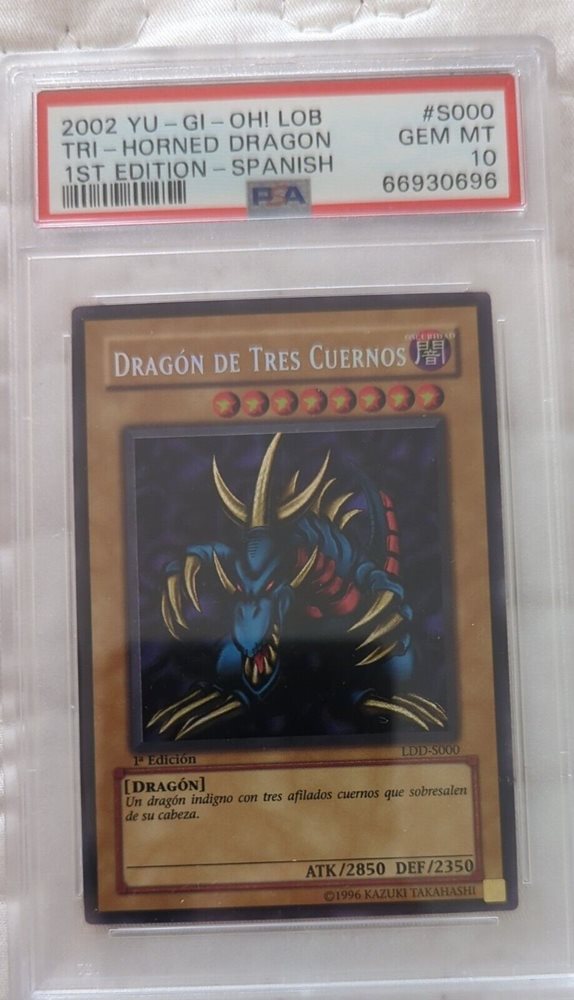 2002 YU-GI-OH! LOB #S000
TRI-HORNED DRAGON GEM MT
1ST EDITION-SPANISH 10
PSA 66930696
DRAGÓN DE TRES CUERNOS
OSCURIDAD
闇
1ª Edición LDD-S000
[DRAGÓN]
Un dragón indigno con tres afilados cuernos que sobresalen
de su cabeza.
ATK/2850 DEF/2350
©1996 KAZUKI TAKAHASHI